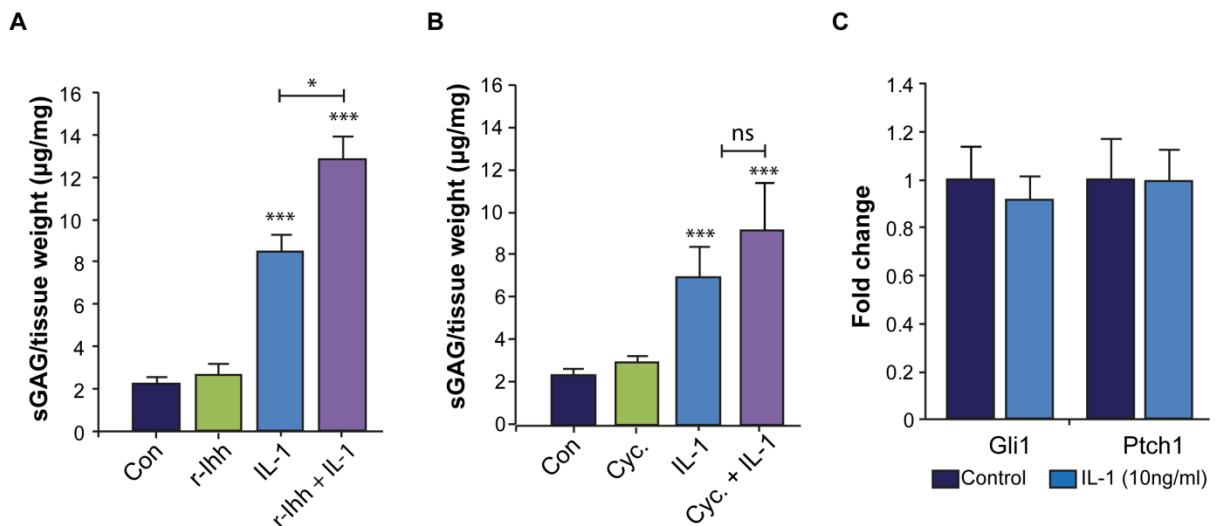 A
sGAG/tissue weight (µg/mg)
16
14
12
10
8
6
4
2
0
*
***
***
Con
r-Ihh
IL-1
r-Ihh + IL-1
B
sGAG/tissue weight (µg/mg)
16
14
12
10
8
6
4
2
0
ns
***
***
Con
Cyc.
IL-1
Cyc. + IL-1
C
Fold change
1.4
1.2
1
0.8
0.6
0.4
0.2
0
Gli1 Ptch1
Control IL-1 (10ng/ml)